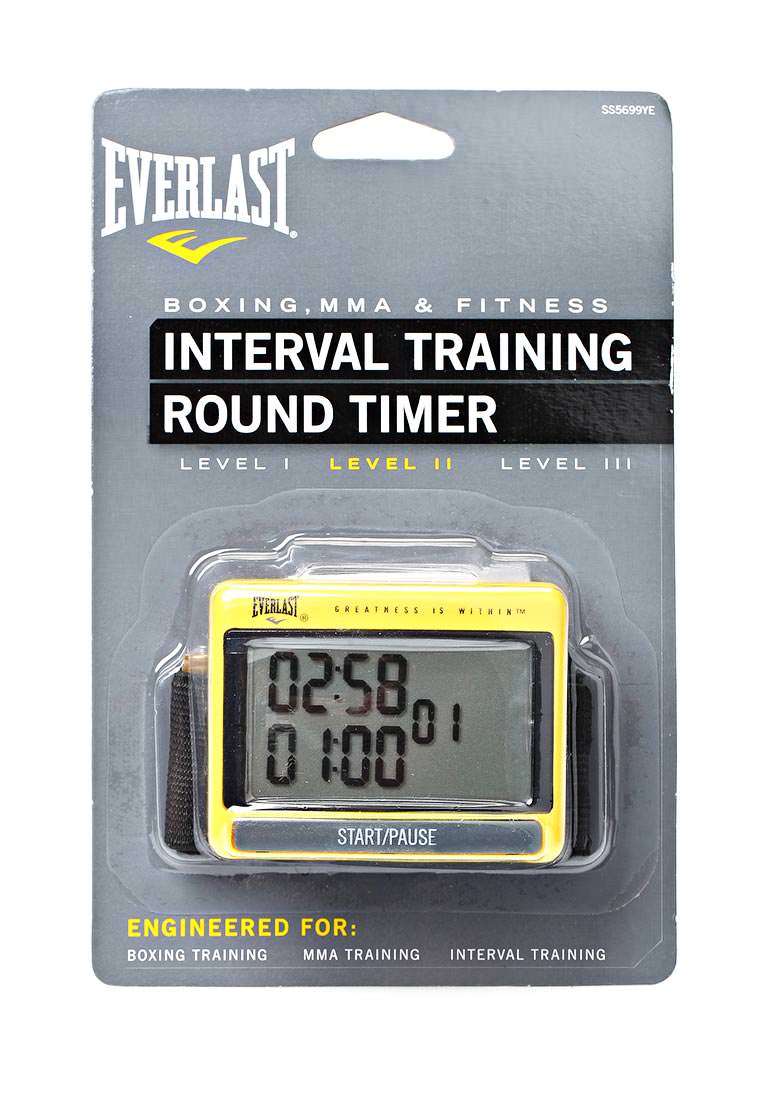 SS5699YE
EVERLAST®
BOXING, MMA & FITNESS
INTERVAL TRAINING
ROUND TIMER
LEVEL I LEVEL II LEVEL III
EVERLAST® GREATNESS IS WITHIN™
02:58
01:00 01
START/PAUSE
ENGINEERED FOR:
BOXING TRAINING MMA TRAINING INTERVAL TRAINING